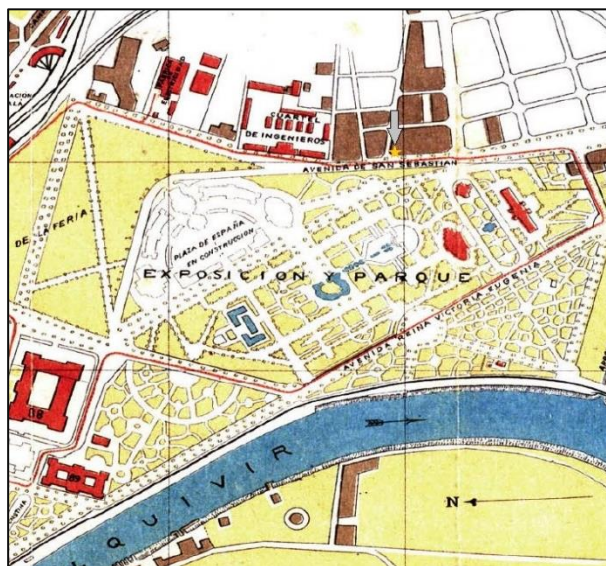 CUARTEL
DE INGENIEROS
AVENIDA DE SAN SEBASTIAN
DE LA FERIA
PLAZA DE ESPAÑA
EN CONSTRUCCION
EXPOSICION Y PARQUE
AVENIDA REINA VICTORIA EUGENIA
QUIVIR
N